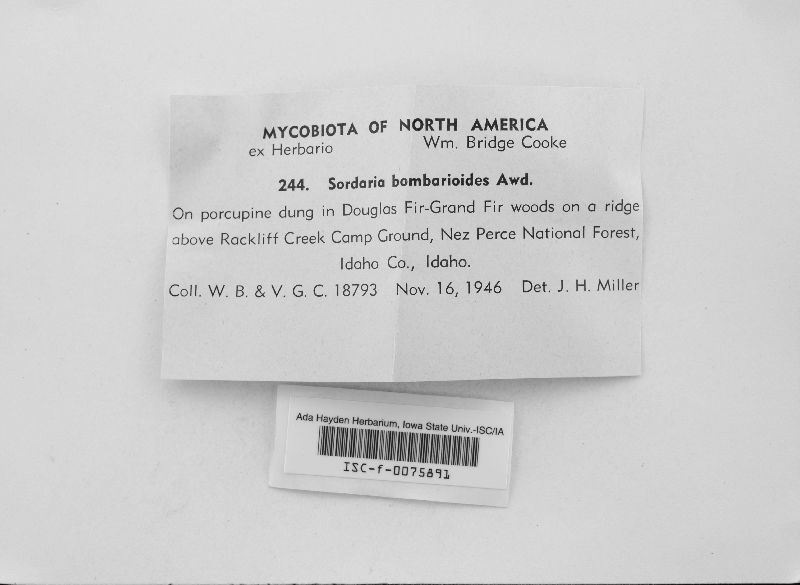 MYCOBIOTA OF NORTH AMERICA
ex Herbario Wm. Bridge Cooke
244. Sordaria bombarioides Awd.
On porcupine dung in Douglas Fir-Grand Fir woods on a ridge
above Rackliff Creek Camp Ground, Nez Perce National Forest,
Idaho Co., Idaho.
Coll. W. B. & V. G. C. 18793 Nov. 16, 1946 Det. J. H. Miller
Ada Hayden Herbarium, Iowa State Univ.-ISC/IA
ISC-f-0075891